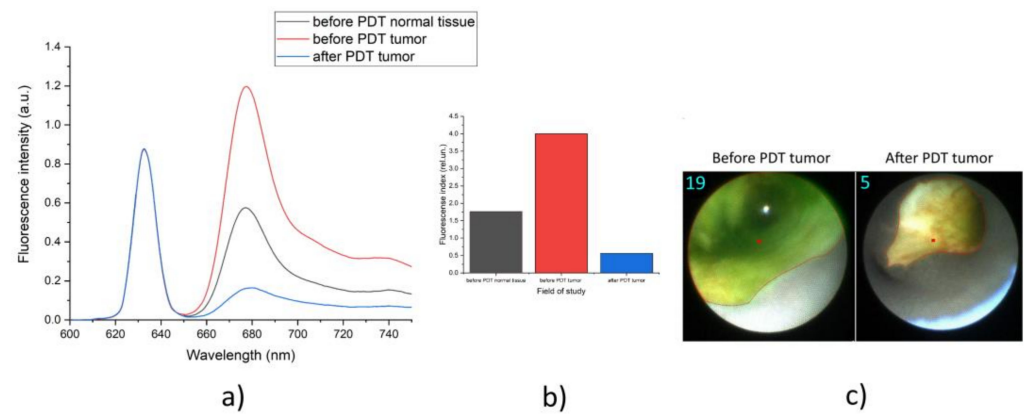 before PDT normal tissue
before PDT tumor
after PDT tumor
1.4
1.2
1.0
0.8
0.6
0.4
0.2
0.0
Fluorescence intensity (a.u.)
600 620 640 660 680 700 720 740
Wavelength (nm)
a)
4.5
4.0
3.5
3.0
2.5
2.0
1.5
1.0
0.5
0.0
Fluorescense index (rel.un.)
before PDT normal tissue before PDT tumor after PDT tumor
Field of study
b)
Before PDT tumor After PDT tumor
19 5
c)